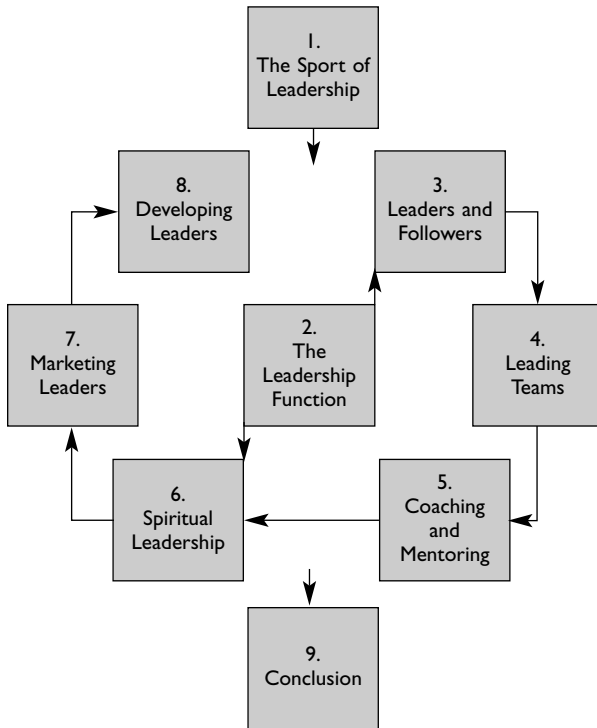 1.
The Sport of
Leadership
8.
Developing
Leaders
3.
Leaders and
Followers
7.
Marketing
Leaders
2.
The
Leadership
Function
4.
Leading
Teams
6.
Spiritual
Leadership
5.
Coaching
and
Mentoring
9.
Conclusion